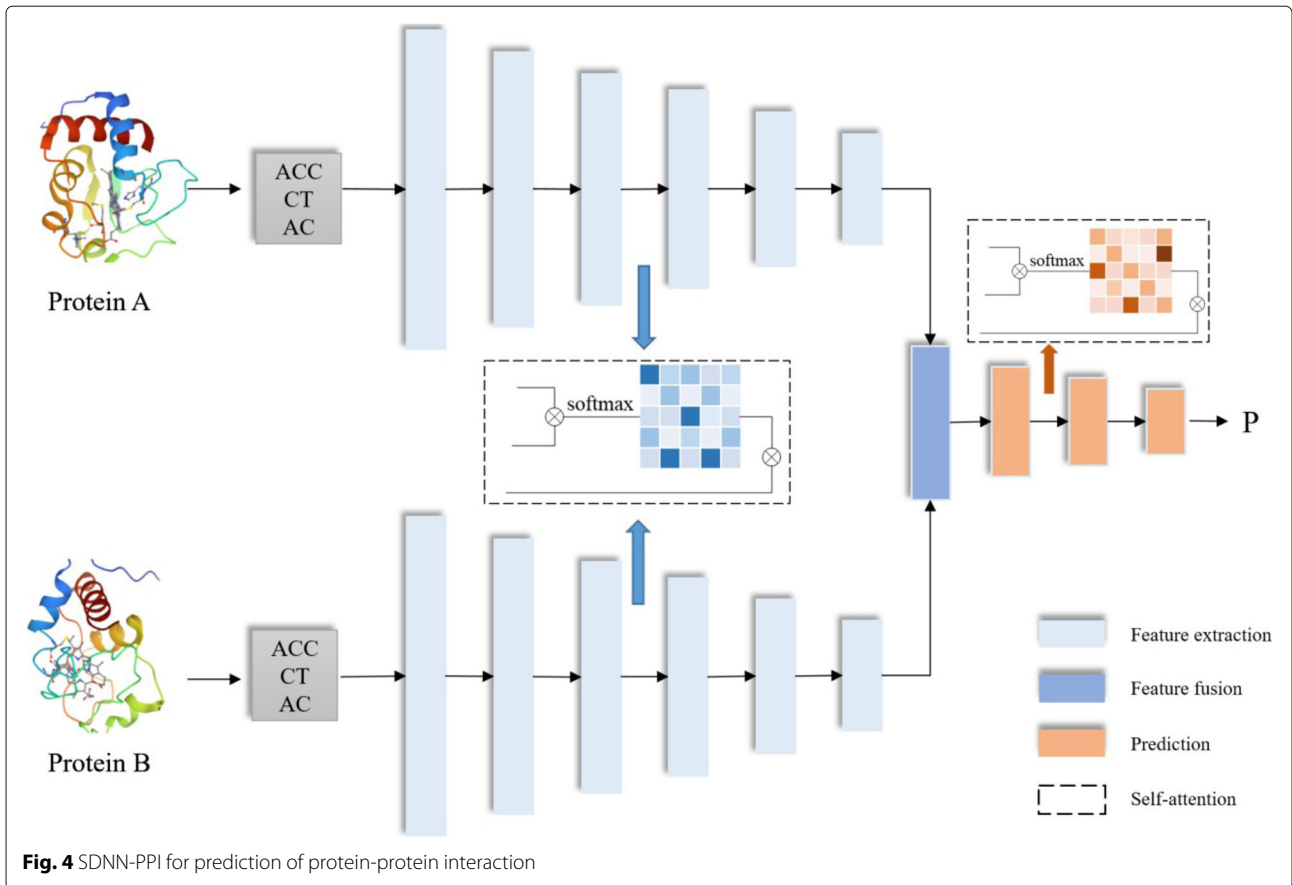 ACC
CT
AC
Protein A
softmax
softmax
P
ACC
CT
AC
Protein B
Feature extraction
Feature fusion
Prediction
Self-attention
Fig. 4 SDNN-PPI for prediction of protein-protein interaction